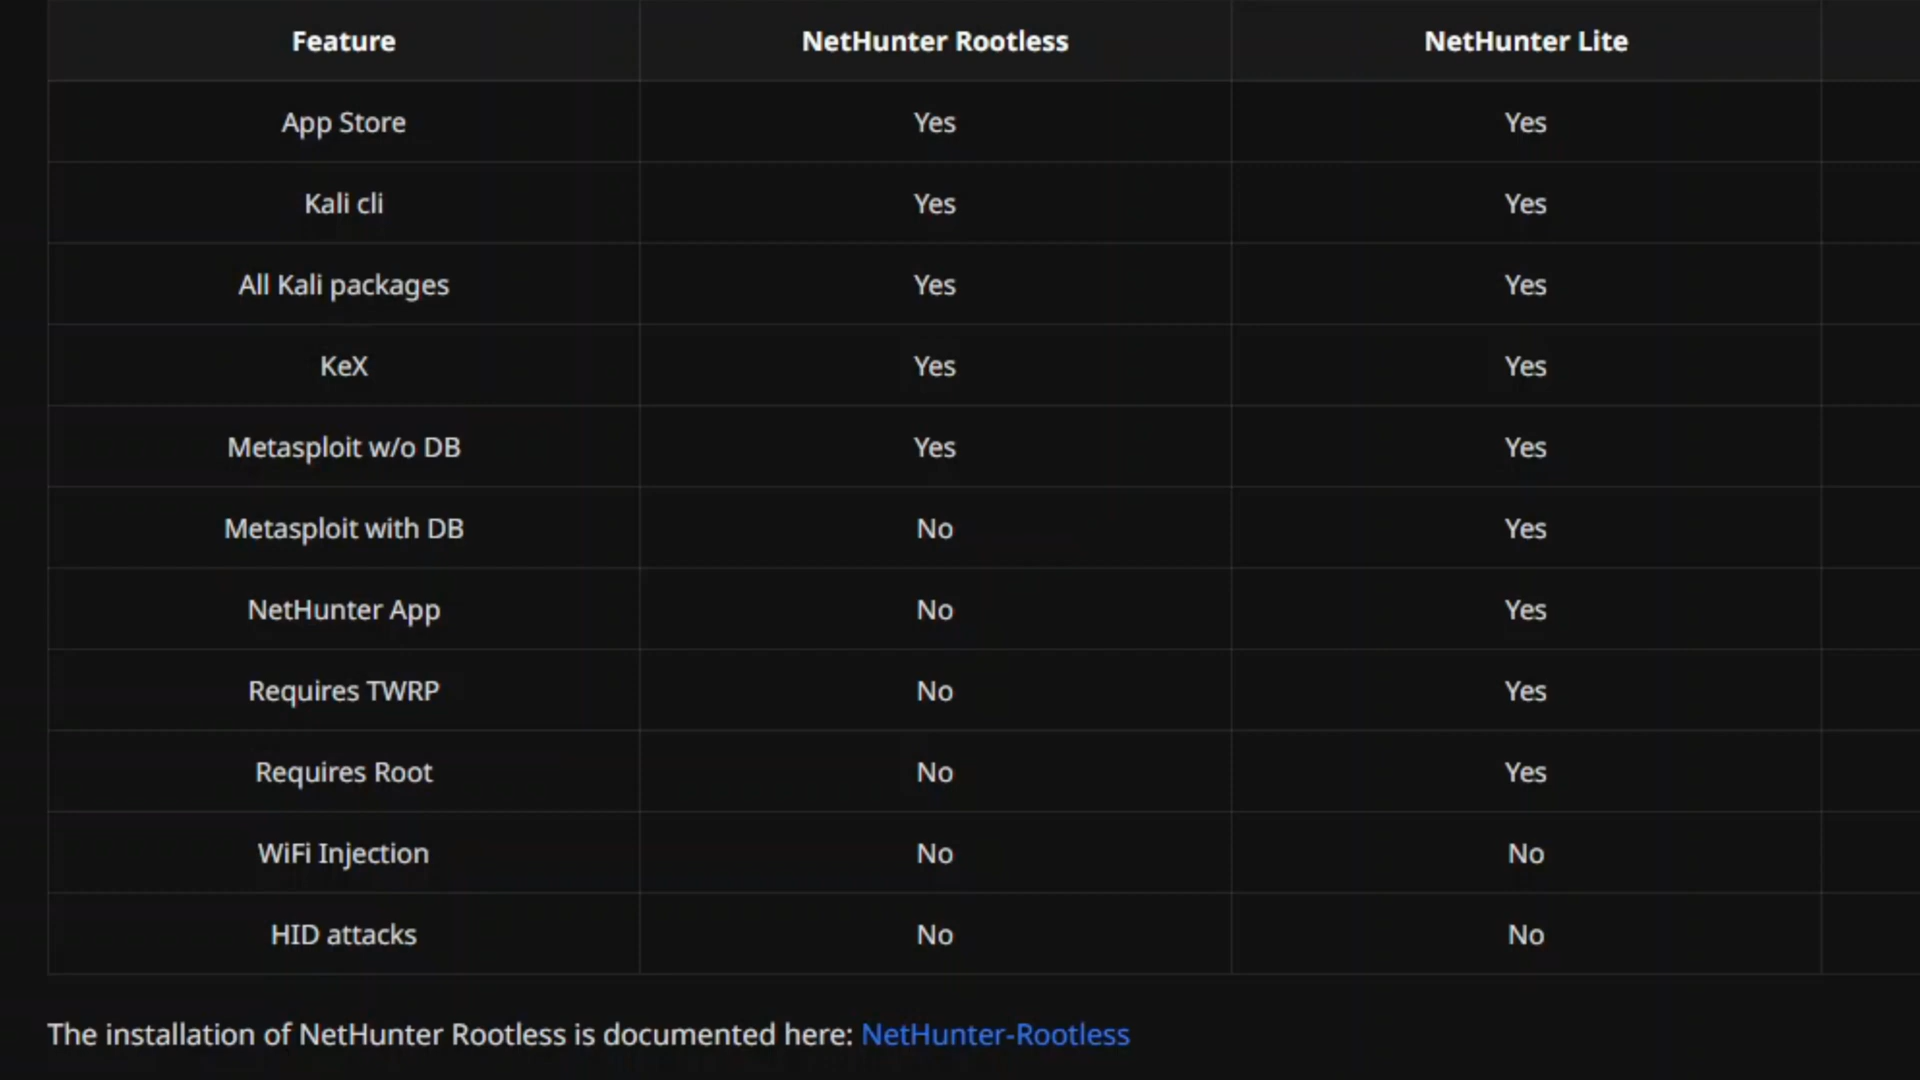 Feature NetHunter Rootless NetHunter Lite
App Store Yes Yes
Kali cli Yes Yes
All Kali packages Yes Yes
KeX Yes Yes
Metasploit w/o DB Yes Yes
Metasploit with DB No Yes
NetHunter App No Yes
Requires TWRP No Yes
Requires Root No Yes
WiFi Injection No No
HID attacks No No
The installation of NetHunter Rootless is documented here: NetHunter-Rootless